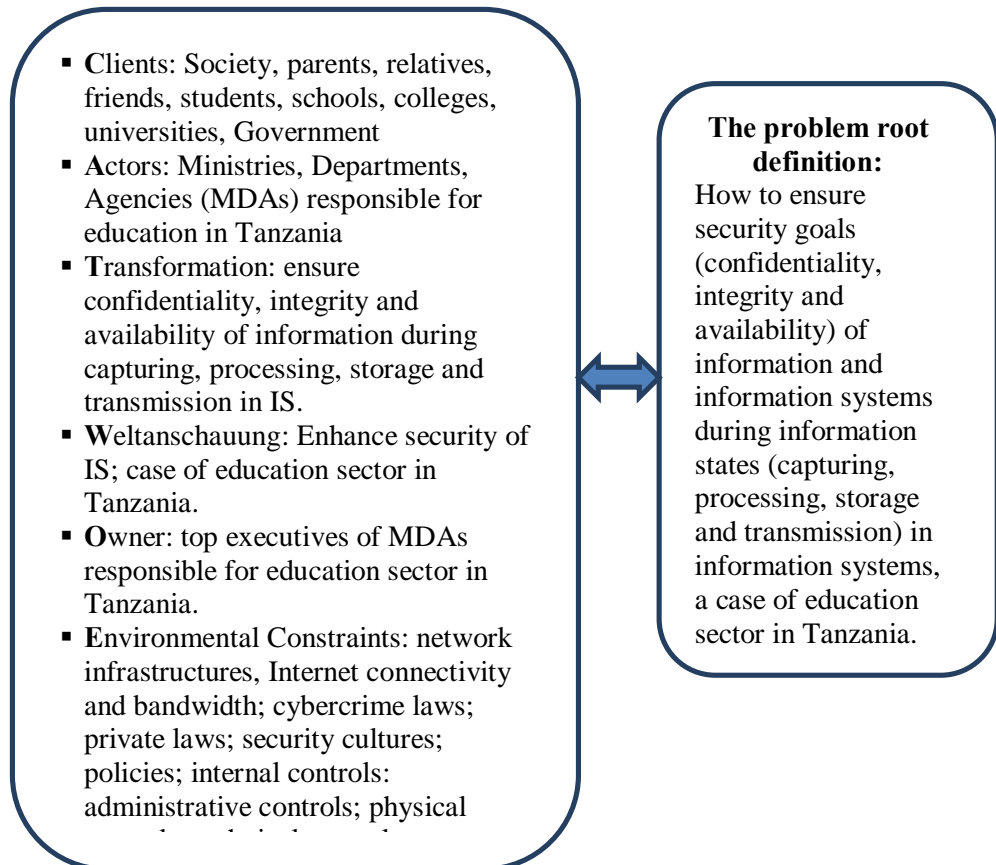 ▪ Clients: Society, parents, relatives,
friends, students, schools, colleges,
universities, Government
▪ Actors: Ministries, Departments,
Agencies (MDAs) responsible for
education in Tanzania
▪ Transformation: ensure
confidentiality, integrity and
availability of information during
capturing, processing, storage and
transmission in IS.
▪ Weltanschauung: Enhance security of
IS; case of education sector in
Tanzania.
▪ Owner: top executives of MDAs
responsible for education sector in
Tanzania.
▪ Environmental Constraints: network
infrastructures, Internet connectivity
and bandwidth; cybercrime laws;
private laws; security cultures;
policies; internal controls:
administrative controls; physical
The problem root
definition:
How to ensure
security goals
(confidentiality,
integrity and
availability) of
information and
information systems
during information
states (capturing,
processing, storage
and transmission) in
information systems,
a case of education
sector in Tanzania.